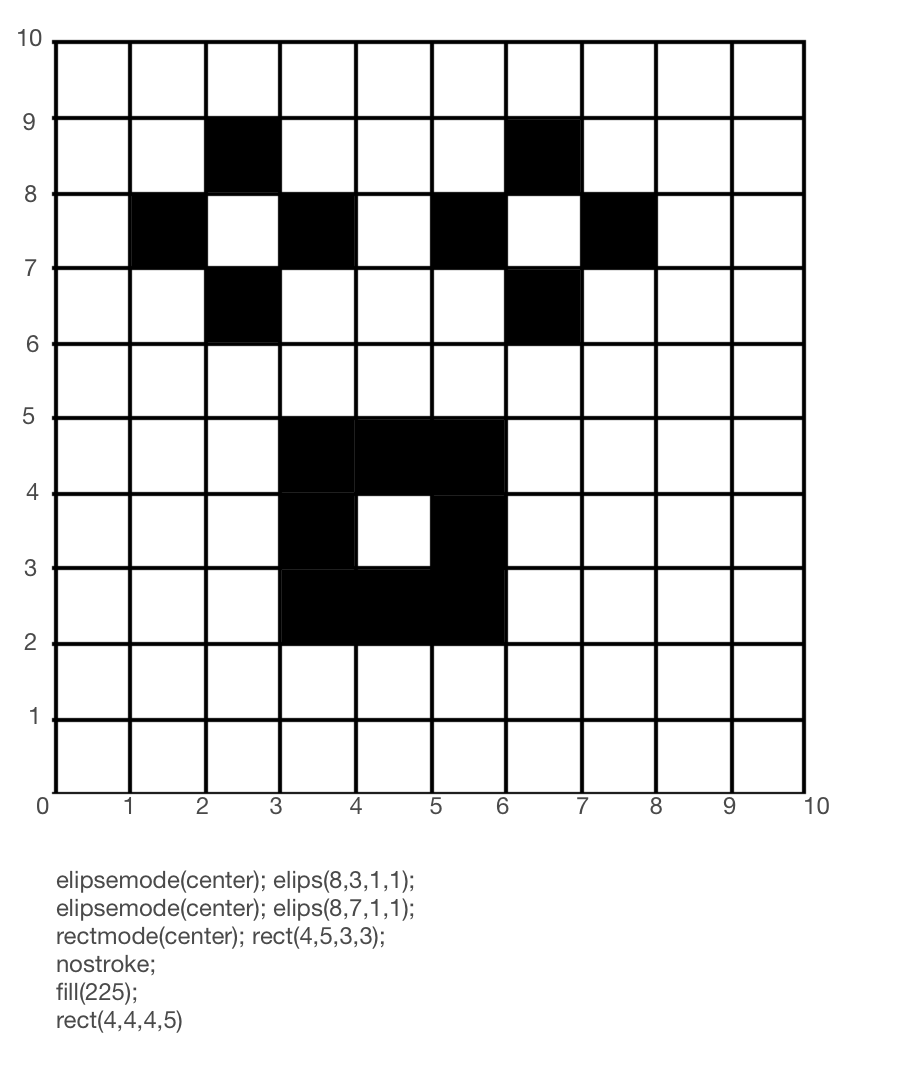 10
9
8
7
6
5
4
3
2
1
0 1 2 3 4 5 6 7 8 9 10
elipsemode(center); elips(8,3,1,1);
elipsemode(center); elips(8,7,1,1);
rectmode(center); rect(4,5,3,3);
nostroke;
fill(225);
rect(4,4,4,5)